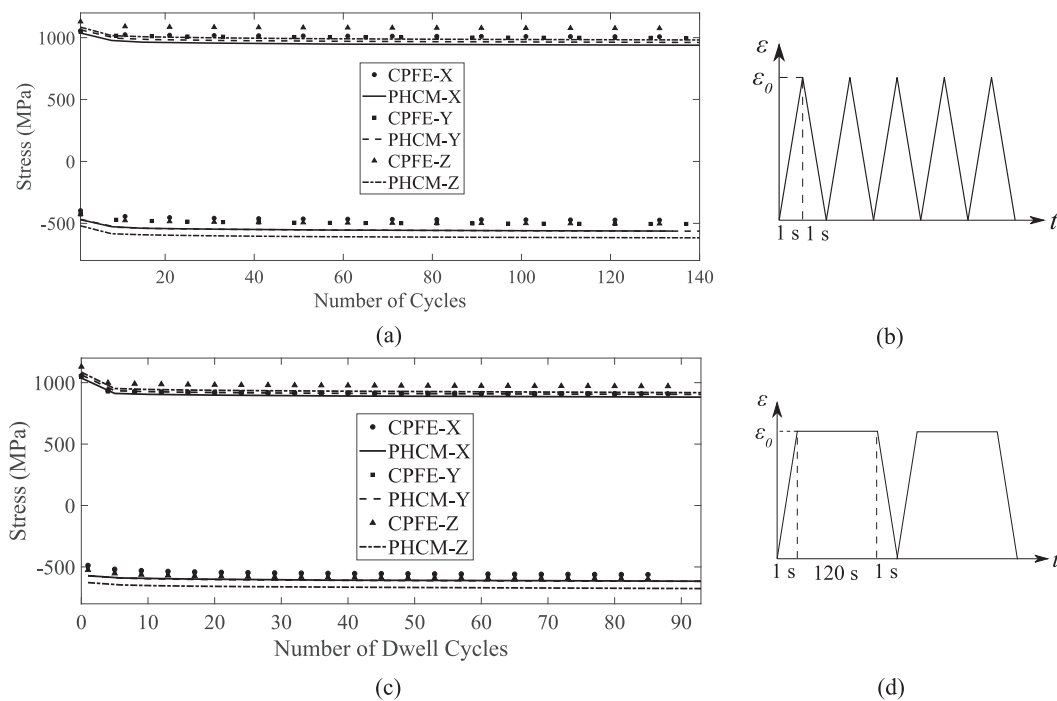 1000
500
0
-500
Stress (MPa)
CPFE-X
PHCM-X
CPFE-Y
PHCM-Y
CPFE-Z
PHCM-Z
20 40 60 80 100 120 140
Number of Cycles
(a)
ε
ε0
t
1 s 1 s
(b)
1000
500
0
-500
Stress (MPa)
CPFE-X
PHCM-X
CPFE-Y
PHCM-Y
CPFE-Z
PHCM-Z
0 10 20 30 40 50 60 70 80 90
Number of Dwell Cycles
(c)
ε
ε0
t
1 s 120 s 1 s
(d)